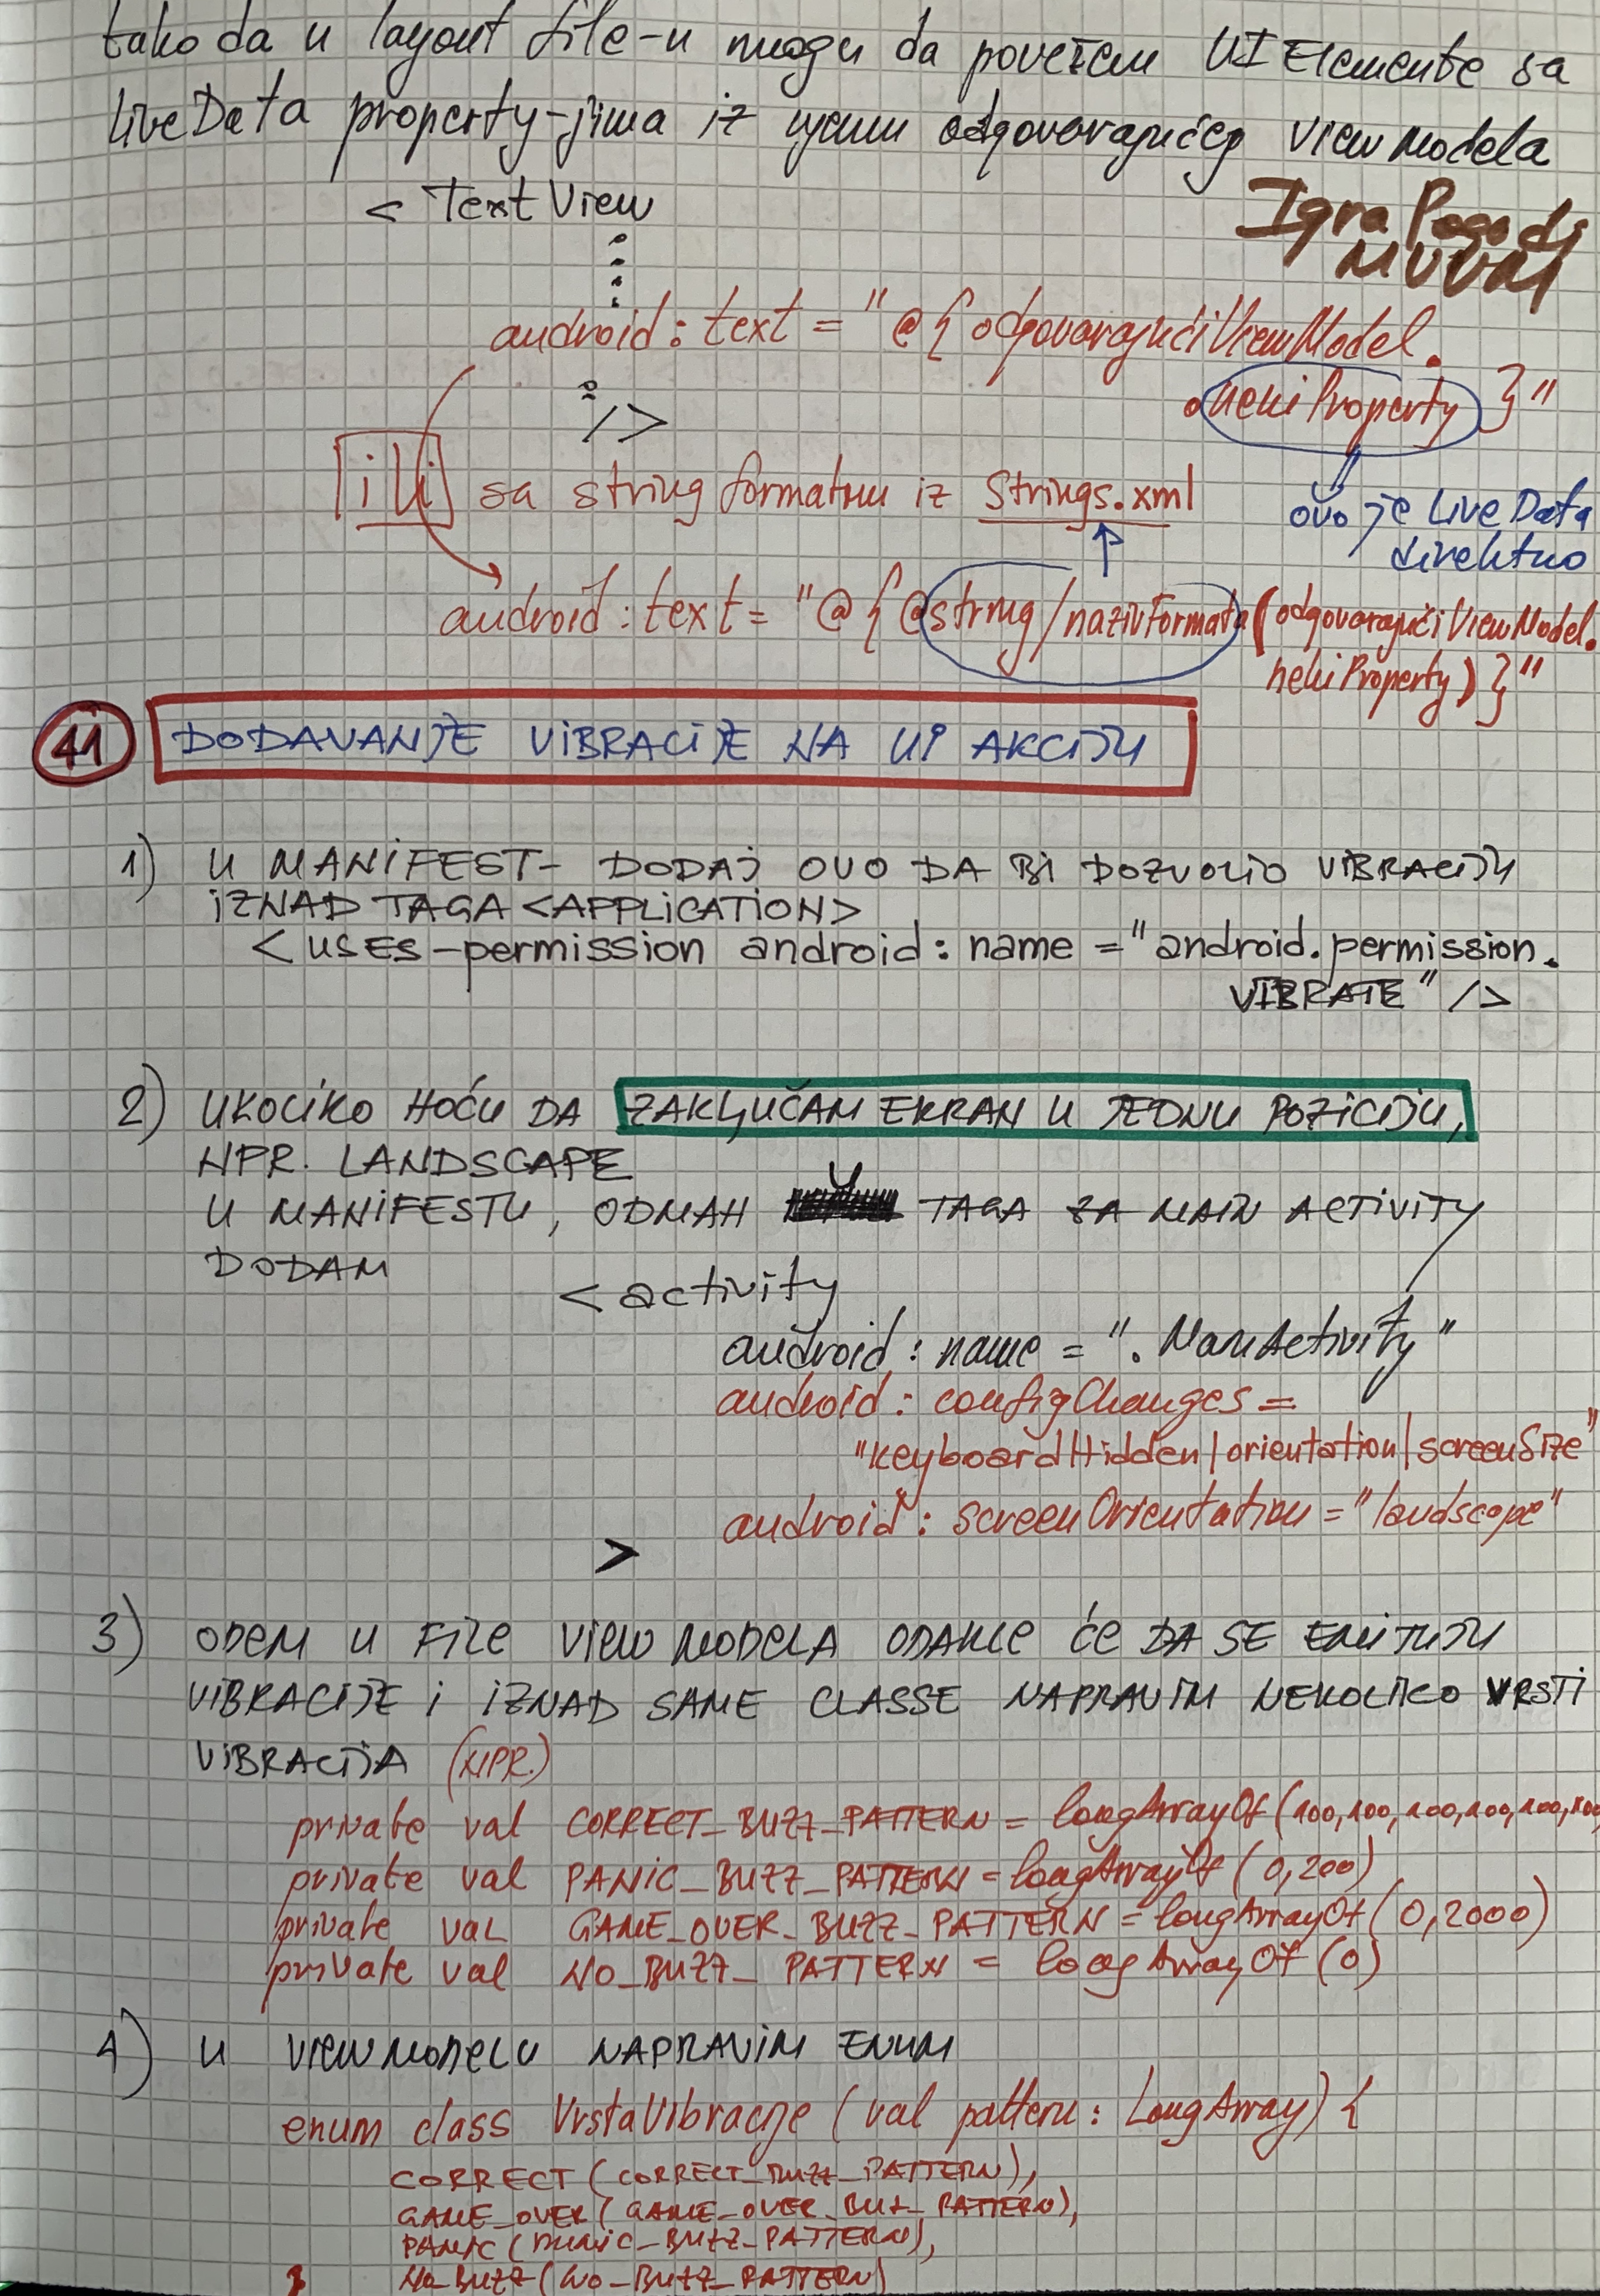 tako da u layout file-u mogu da povežem UI Elemente sa
LiveData property-jima iz njemu odgovarajućeg ViewModela
< TextView
Igra Pogodi
MVVM
android:text = "@{odgovarajućiViewModel.
.nekiProperty}"
/>
ili sa string formatom iz Strings.xml
ovo je LiveData
direktno
android:text = "@{@string/nazivFormata(odgovarajućiViewModel.
nekiProperty)}"
41 DODAVANJE VIBRACIJE NA UI AKCIJU
1) U MANIFEST- DODAJ OVO DA BI DOZVOLIO VIBRACIJU
IZNAD TAGA <APPLICATION>
<USES-permission android:name ="android.permission.
VIBRATE" />
2) UKOLIKO HOĆU DA ZAKLJUČAM EKRAN U JEDNU POZICIJU,
NPR. LANDSCAPE
U MANIFESTU, ODMAH U TAGA ZA MAIN ACTIVITY
DODAM
< activity
android:name = ".MainActivity"
android:configChanges =
"keyboardHidden|orientation|screenSize"
android:screenOrientation="landscape"
>
3) ODEM U FILE VIEWMODELA ODAKLE ĆE DA SE EMITUJU
VIBRACIJE I IZNAD SAME CLASSE NAPRAVIM NEKOLIKO VRSTI
VIBRACIJA (NPR.)
private val CORRECT_BUZZ_PATTERN = longArrayOf(100,100,100,100,100,100
private val PANIC_BUZZ_PATTERN = longArrayOf(0,200)
private val GAME_OVER_BUZZ_PATTERN = longArrayOf(0,2000)
private val NO_BUZZ_PATTERN = longArrayOf(0)
4) U VIEWMODELU NAPRAVIM ENUM
enum class VrstaVibracije (val pattern: LongArray) {
CORRECT(CORRECT_BUZZ_PATTERN),
GAME_OVER(GAME_OVER_BUZZ_PATTERN),
PANIC(PANIC_BUZZ_PATTERN),
} NO_BUZZ(NO_BUZZ_PATTERN)